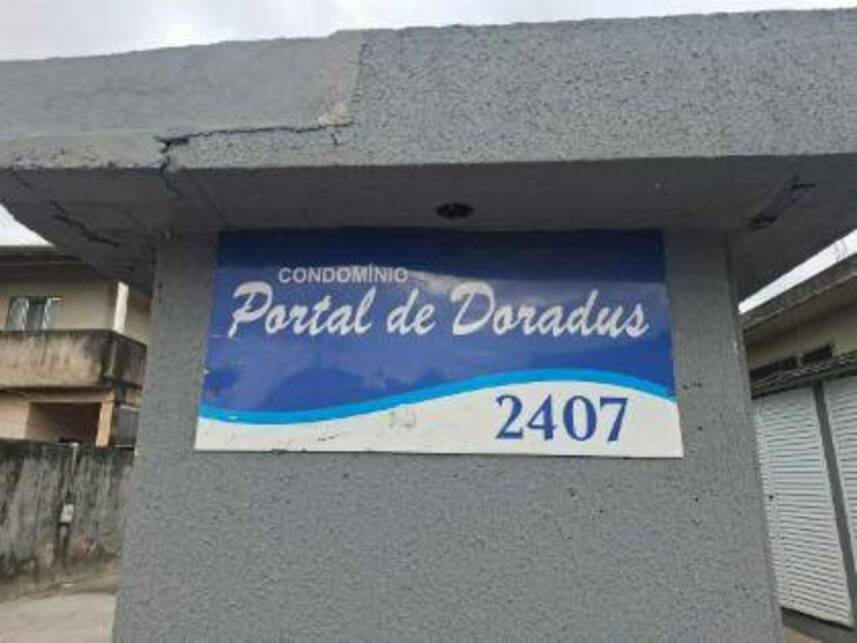 CONDOMÍNIO
Portal de Doradus
2407